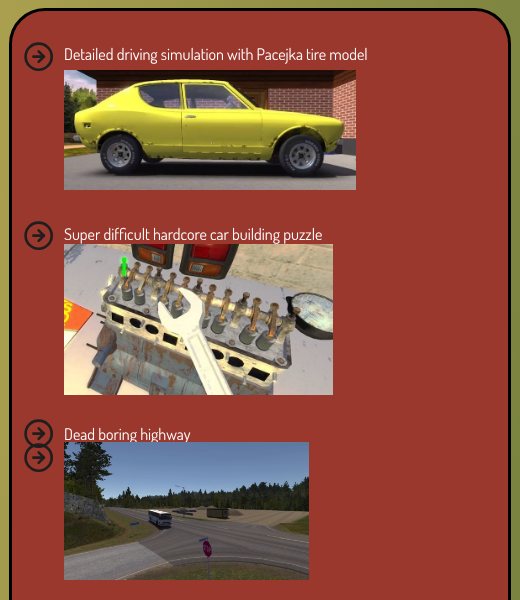 Detailed driving simulation with Pacejka tire model
Super difficult hardcore car building puzzle
Dead boring highway